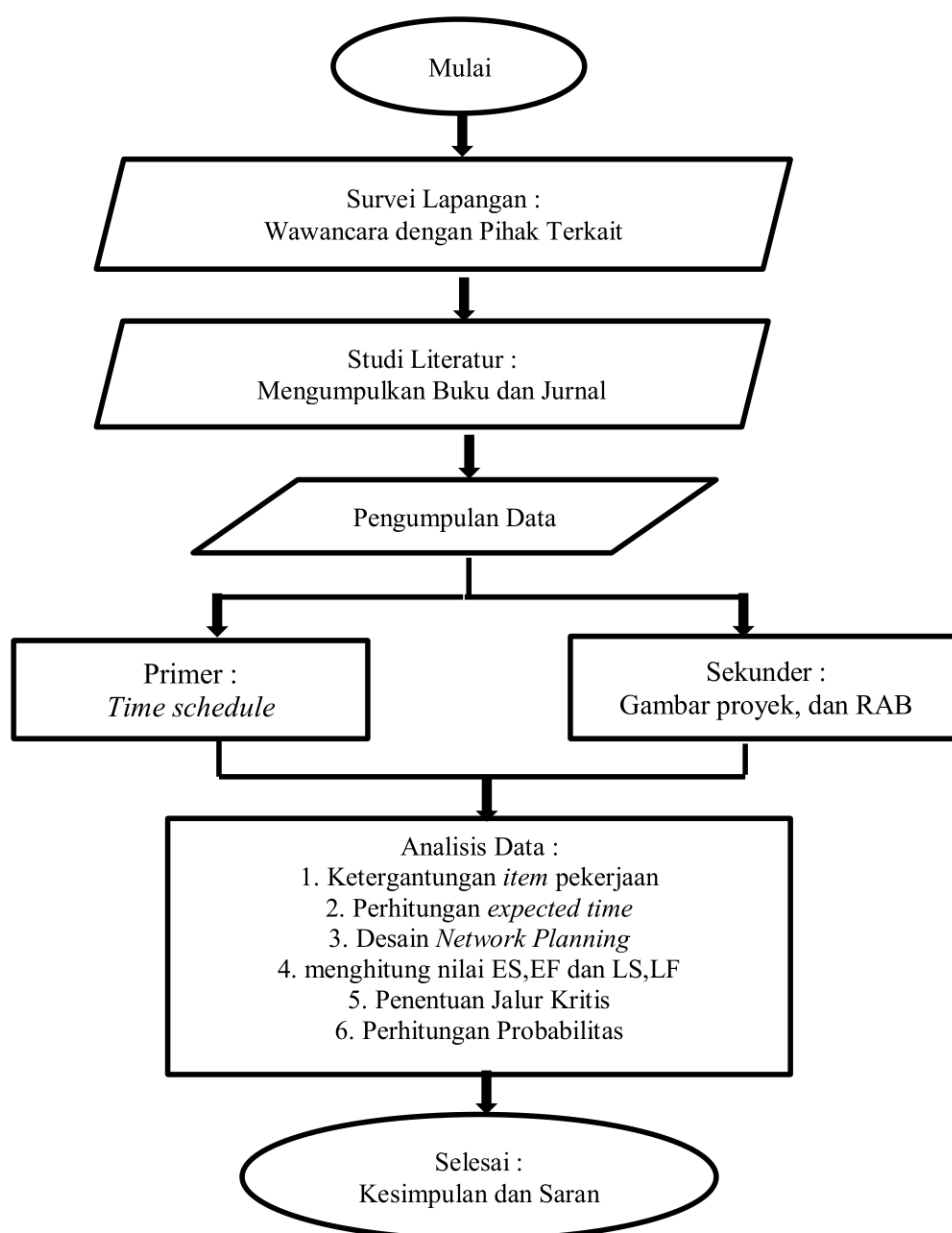 Mulai
Survei Lapangan :
Wawancara dengan Pihak Terkait
Studi Literatur :
Mengumpulkan Buku dan Jurnal
Pengumpulan Data
Primer :
Time schedule
Sekunder :
Gambar proyek, dan RAB
Analisis Data :
1. Ketergantungan item pekerjaan
2. Perhitungan expected time
3. Desain Network Planning
4. menghitung nilai ES,EF dan LS,LF
5. Penentuan Jalur Kritis
6. Perhitungan Probabilitas
Selesai :
Kesimpulan dan Saran